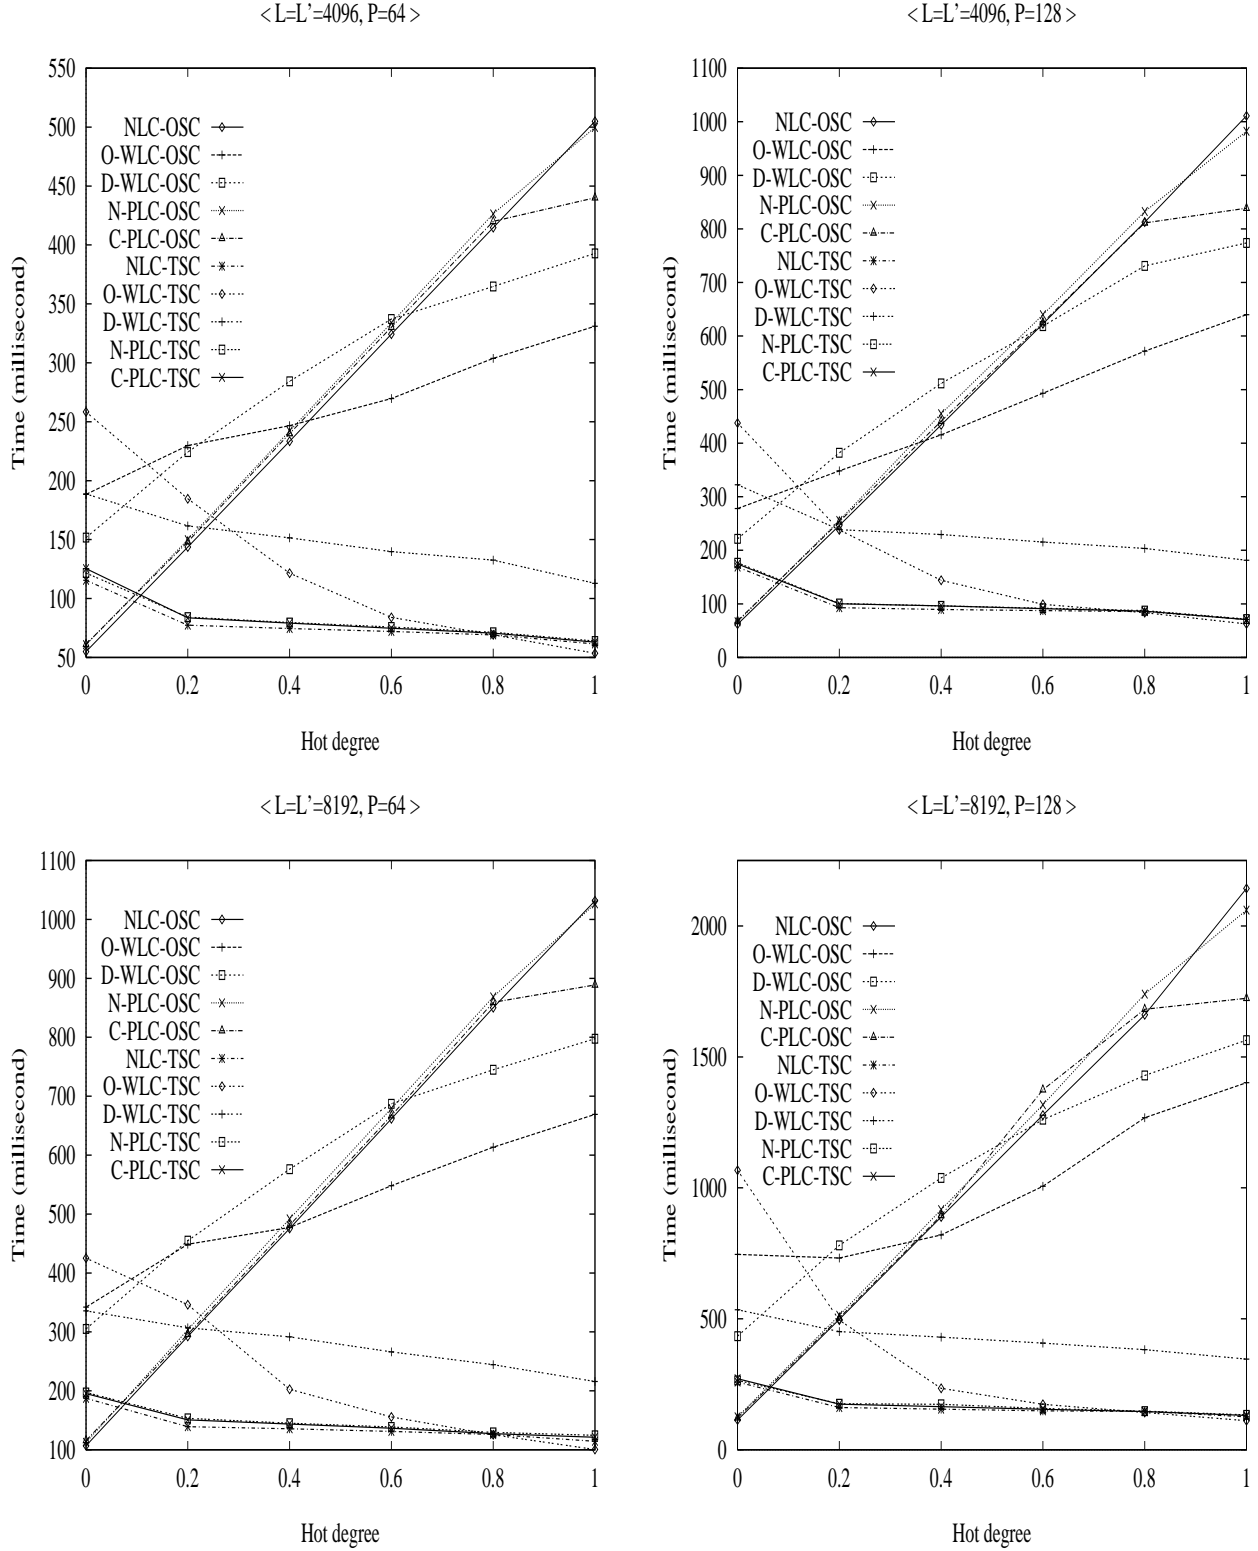 < L=L'=4096, P=64 >
550
500
450
400
350
300
250
200
150
100
50
Time (millisecond)
NLC-OSC
O-WLC-OSC
D-WLC-OSC
N-PLC-OSC
C-PLC-OSC
NLC-TSC
O-WLC-TSC
D-WLC-TSC
N-PLC-TSC
C-PLC-TSC
0 0.2 0.4 0.6 0.8 1
Hot degree
< L=L'=4096, P=128 >
1100
1000
900
800
700
600
500
400
300
200
100
0
Time (millisecond)
NLC-OSC
O-WLC-OSC
D-WLC-OSC
N-PLC-OSC
C-PLC-OSC
NLC-TSC
O-WLC-TSC
D-WLC-TSC
N-PLC-TSC
C-PLC-TSC
0 0.2 0.4 0.6 0.8 1
Hot degree
< L=L'=8192, P=64 >
1100
1000
900
800
700
600
500
400
300
200
100
Time (millisecond)
NLC-OSC
O-WLC-OSC
D-WLC-OSC
N-PLC-OSC
C-PLC-OSC
NLC-TSC
O-WLC-TSC
D-WLC-TSC
N-PLC-TSC
C-PLC-TSC
0 0.2 0.4 0.6 0.8 1
Hot degree
< L=L'=8192, P=128 >
2000
1500
1000
500
0
Time (millisecond)
NLC-OSC
O-WLC-OSC
D-WLC-OSC
N-PLC-OSC
C-PLC-OSC
NLC-TSC
O-WLC-TSC
D-WLC-TSC
N-PLC-TSC
C-PLC-TSC
0 0.2 0.4 0.6 0.8 1
Hot degree